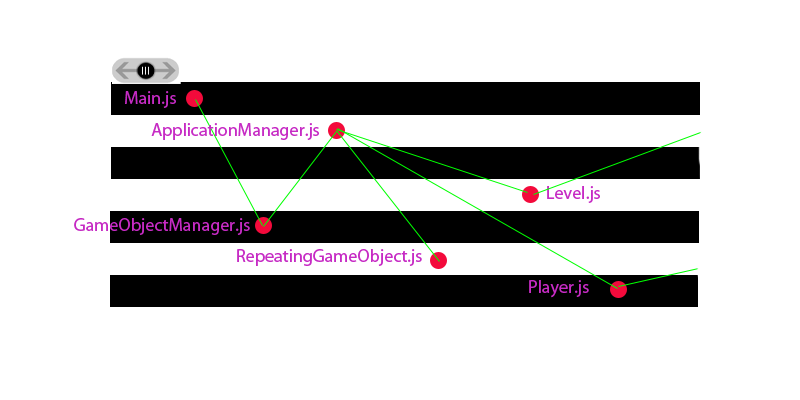 Main.js
ApplicationManager.js
Level.js
GameObjectManager.js
RepeatingGameObject.js
Player.js